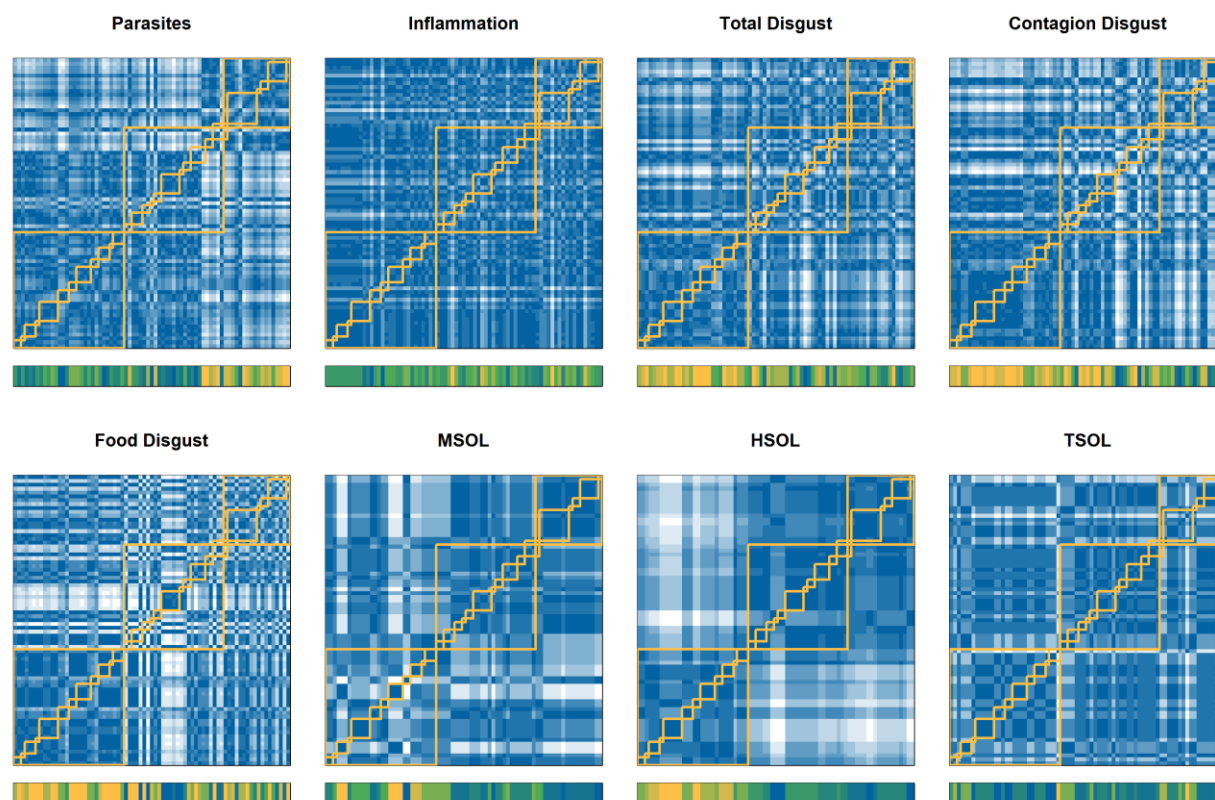 Parasites
Inflammation
Total Disgust
Contagion Disgust
Food Disgust
MSOL
HSOL
TSOL